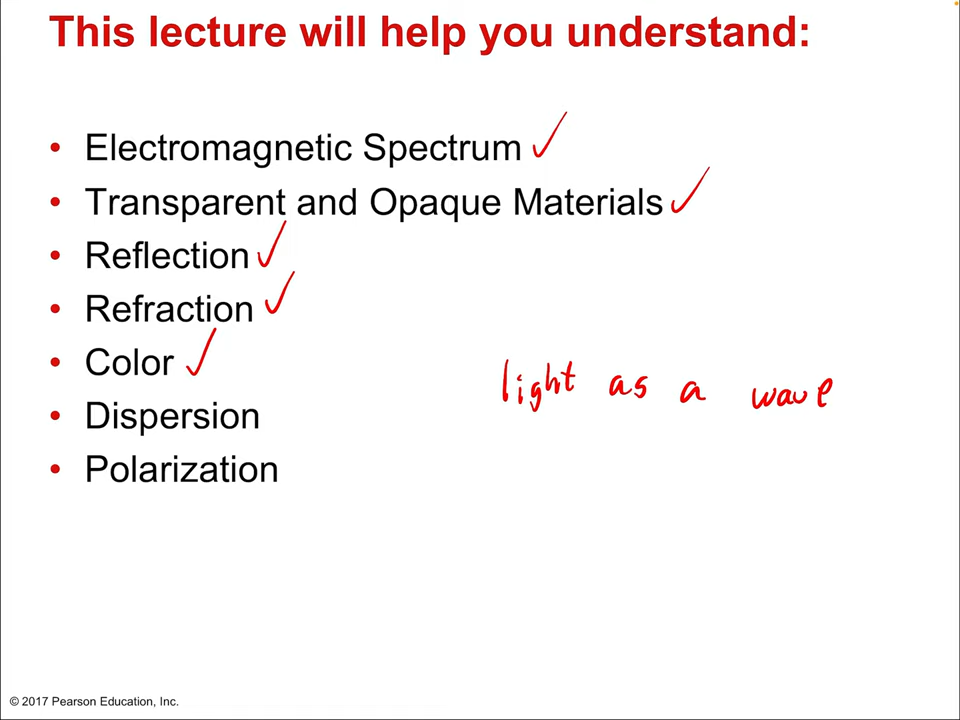 This lecture will help you understand:
• Electromagnetic Spectrum ✓
• Transparent and Opaque Materials ✓
• Reflection ✓
• Refraction ✓
• Color ✓
light as a wave
• Dispersion
• Polarization
© 2017 Pearson Education, Inc.